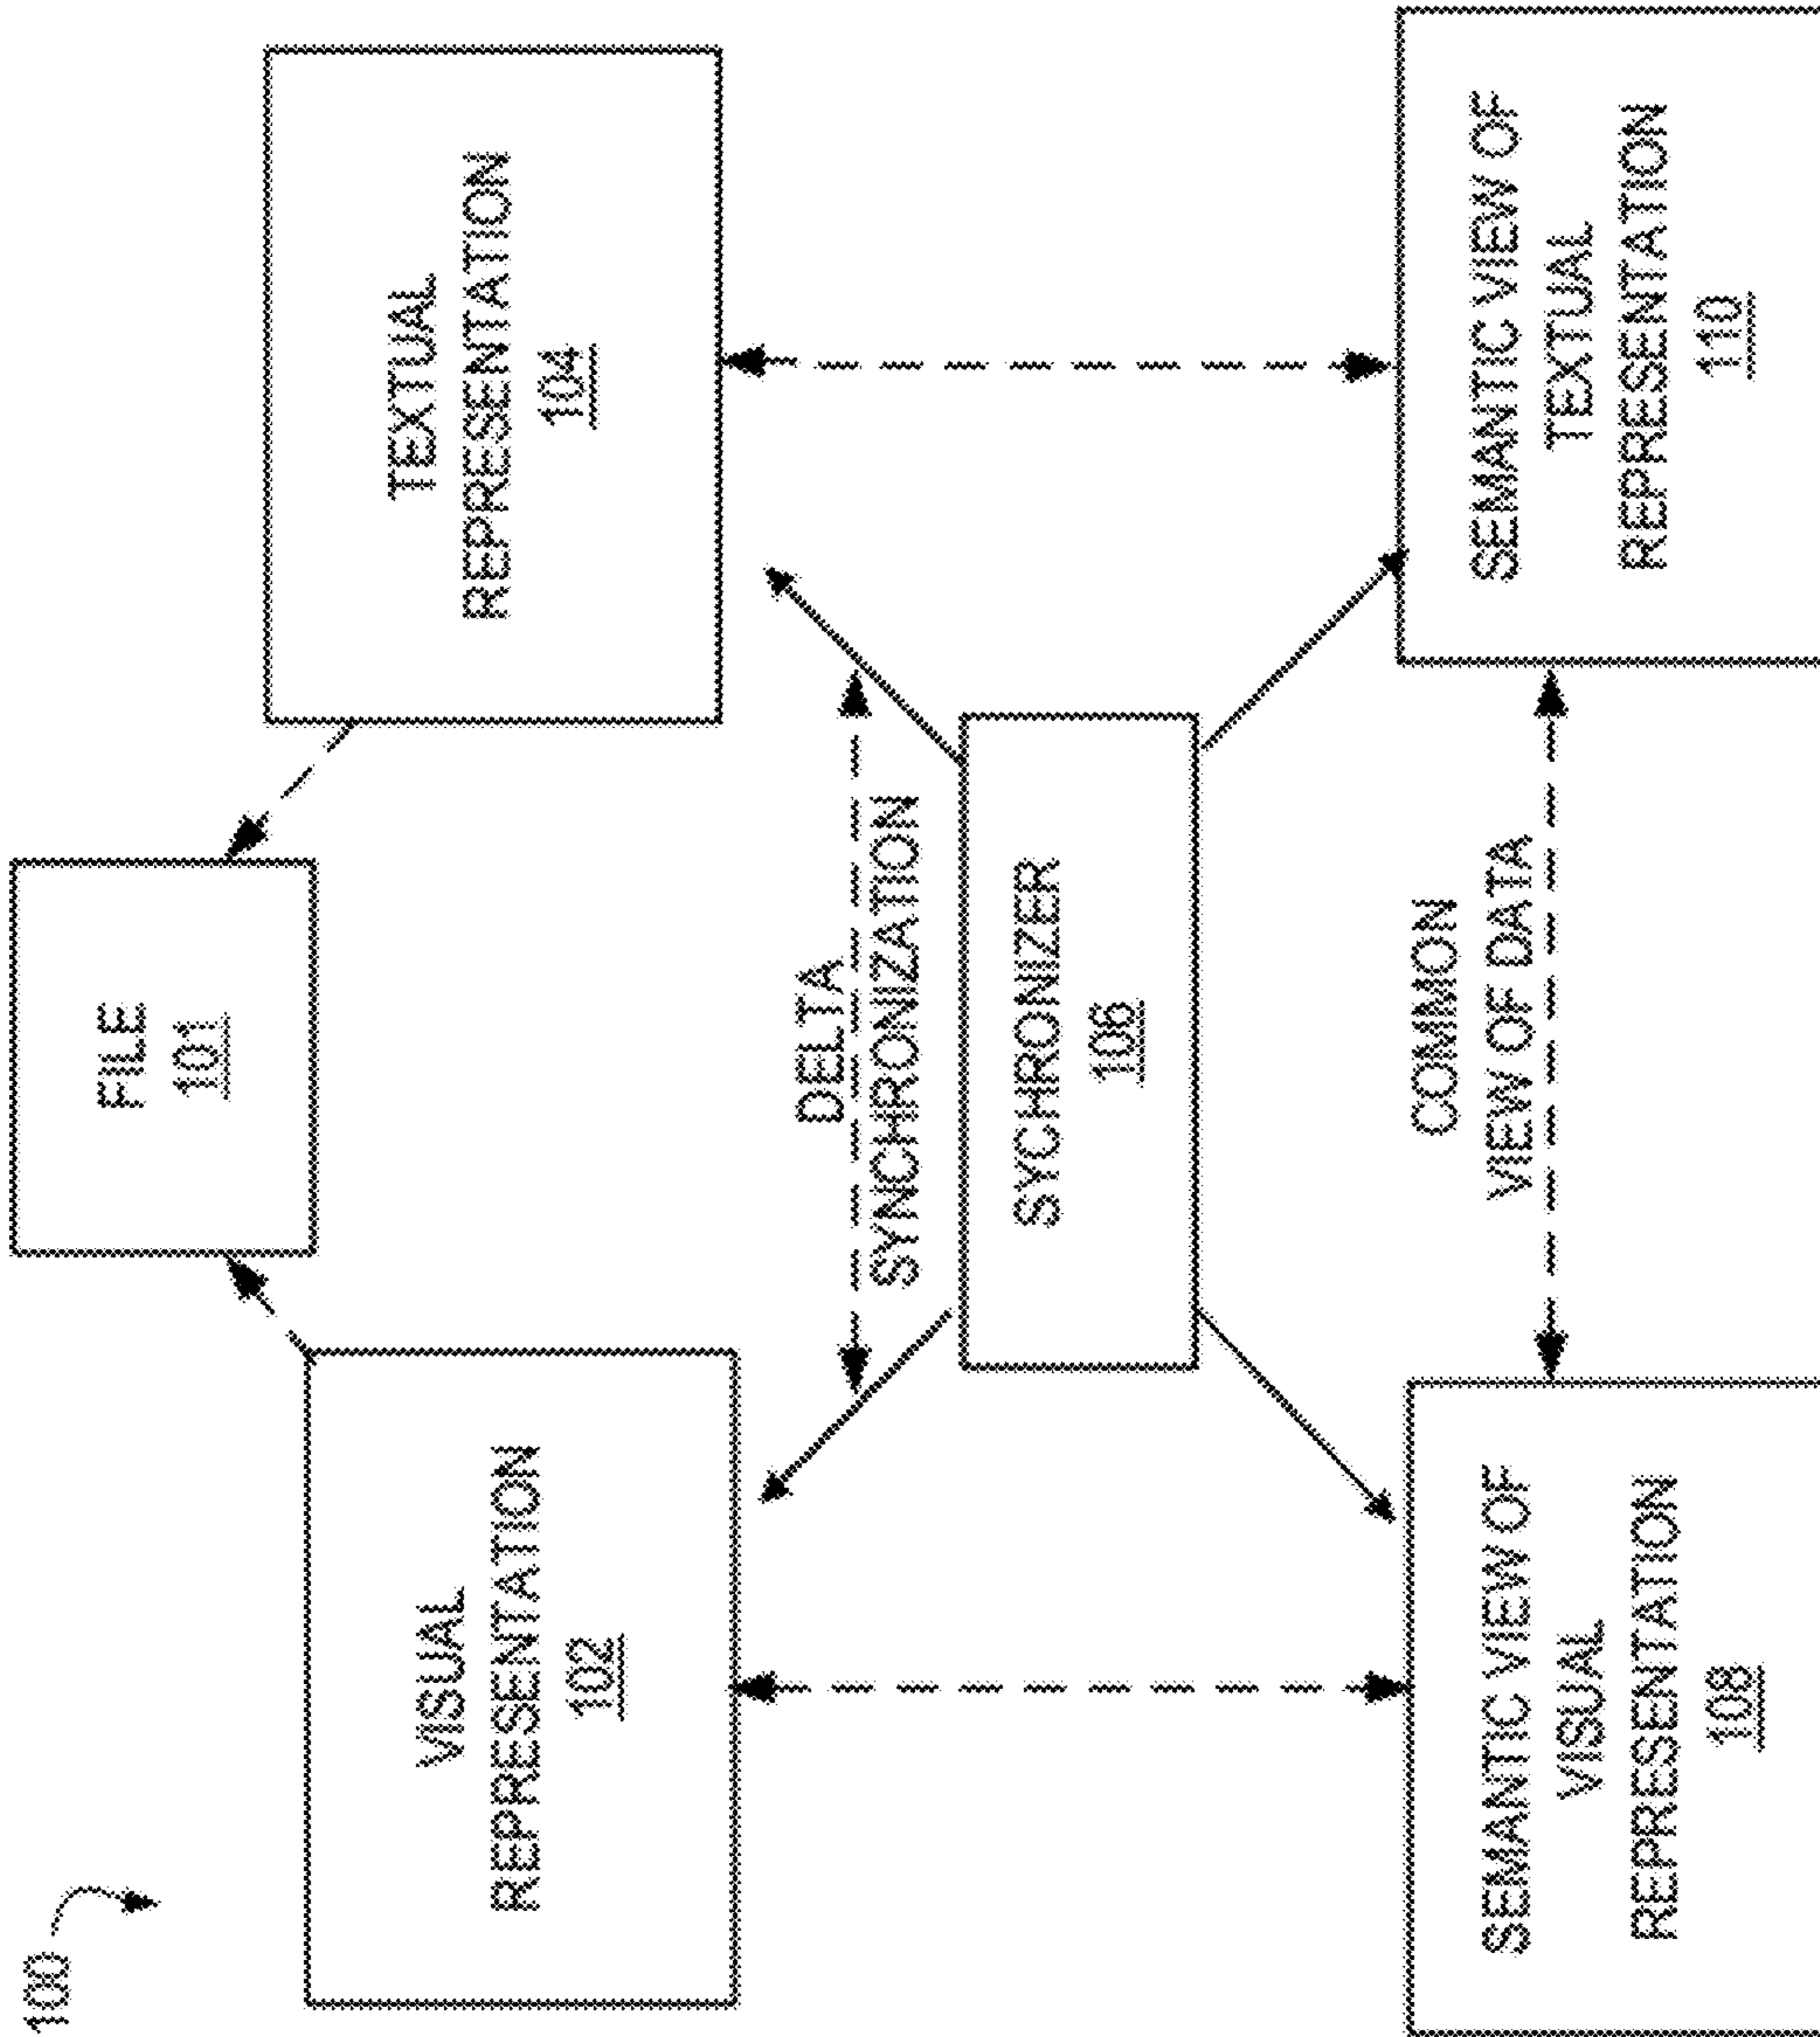 100
FILE
101
VISUAL
REPRESENTATION
102
TEXTUAL
REPRESENTATION
104
DELTA
SYNCHRONIZATION
SYCHRONIZER
106
COMMON
VIEW OF DATA
SEMANTIC VIEW OF
VISUAL
REPRESENTATION
108
SEMANTIC VIEW OF
TEXTUAL
REPRESENTATION
110